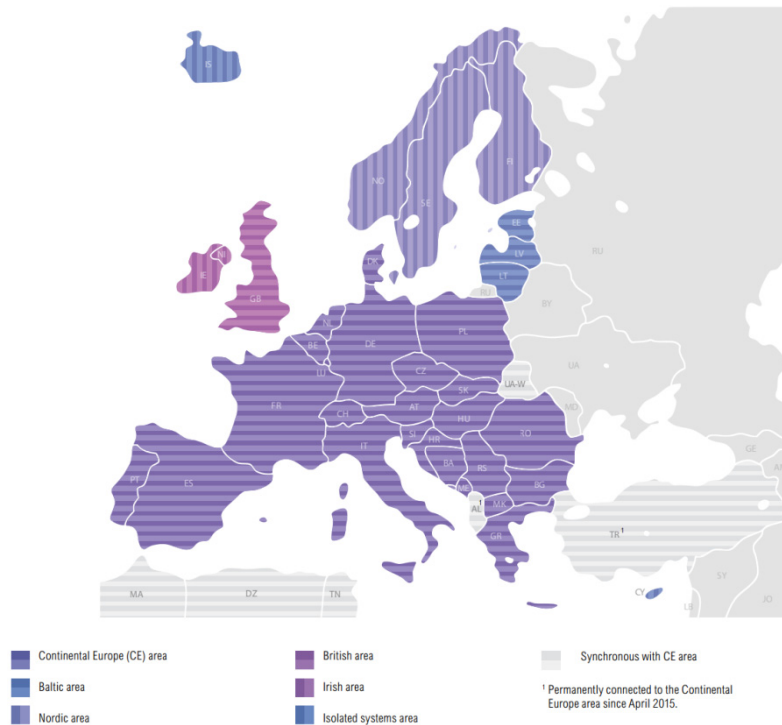 IS
NO
SE
FI
EE
LV
LT
RU
RU
BY
NI
IE
GB
DK
NL
BE
LU
DE
PL
CZ
SK
UA-W
UA
MD
FR
CH
AT
HU
RO
SI
HR
IT
BA
RS
ME
BG
AL¹
MK
GR
PT
ES
GE
TR¹
CY
SY
JO
MA
DZ
TN
Continental Europe (CE) area
Baltic area
Nordic area
British area
Irish area
Isolated systems area
Synchronous with CE area
¹ Permanently connected to the Continental
Europe area since April 2015.